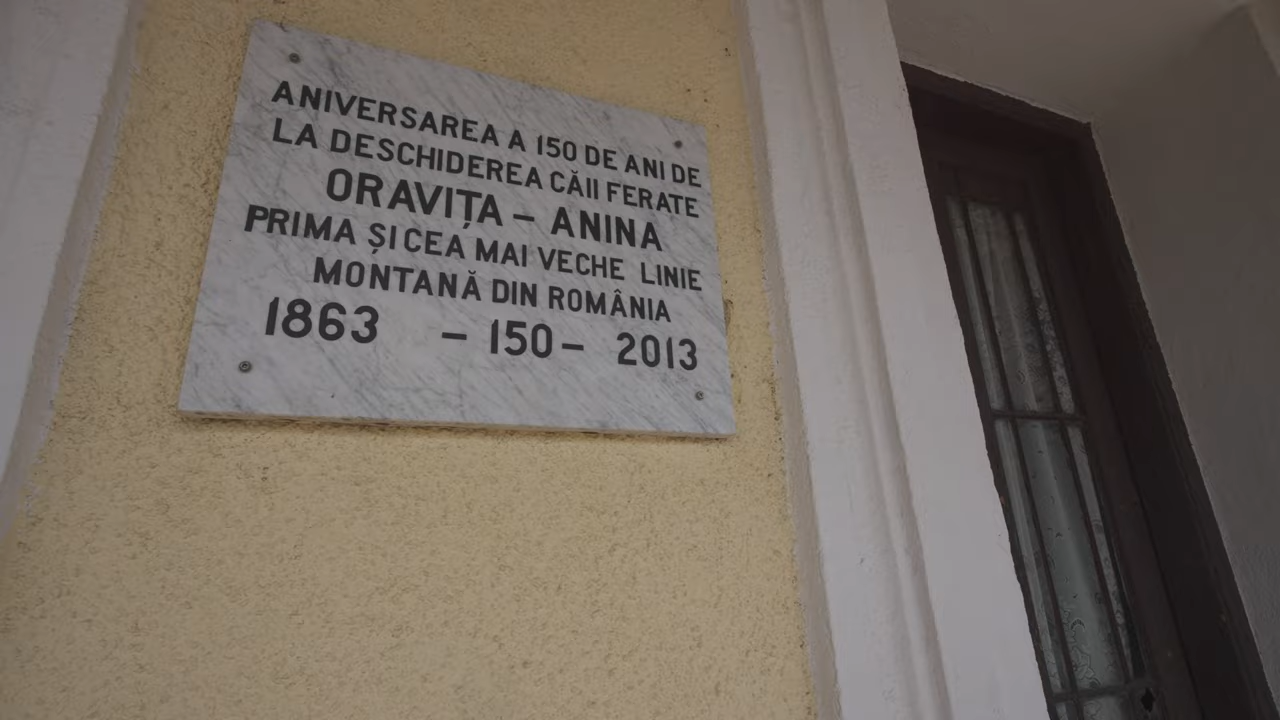 ANIVERSAREA A 150 DE ANI DE
LA DESCHIDEREA CĂII FERATE
ORAVIȚA – ANINA
PRIMA ȘI CEA MAI VECHE LINIE
MONTANĂ DIN ROMÂNIA
1863 – 150 – 2013